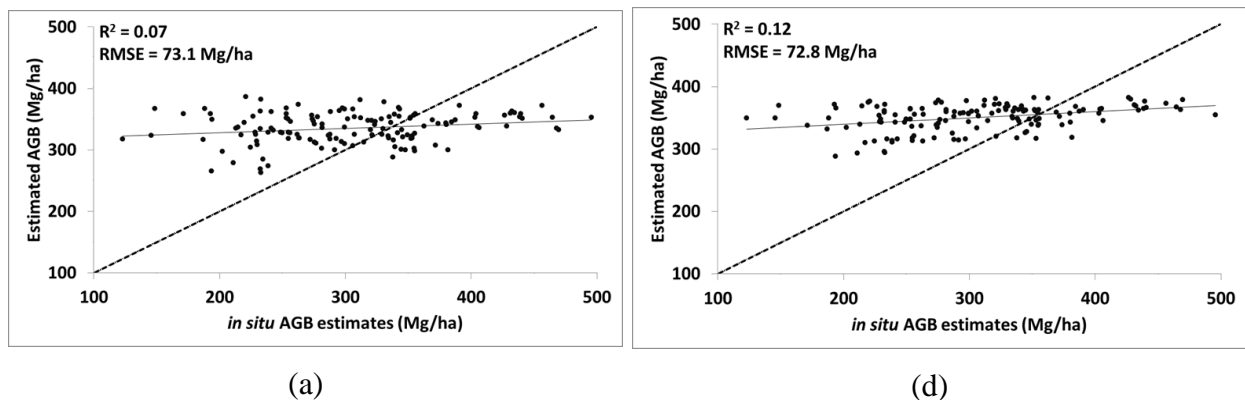 R² = 0.07
RMSE = 73.1 Mg/ha
Estimated AGB (Mg/ha)
500
400
300
200
100
100 200 300 400 500
in situ AGB estimates (Mg/ha)
(a)
R² = 0.12
RMSE = 72.8 Mg/ha
Estimated AGB (Mg/ha)
500
400
300
200
100
100 200 300 400 500
in situ AGB estimates (Mg/ha)
(d)